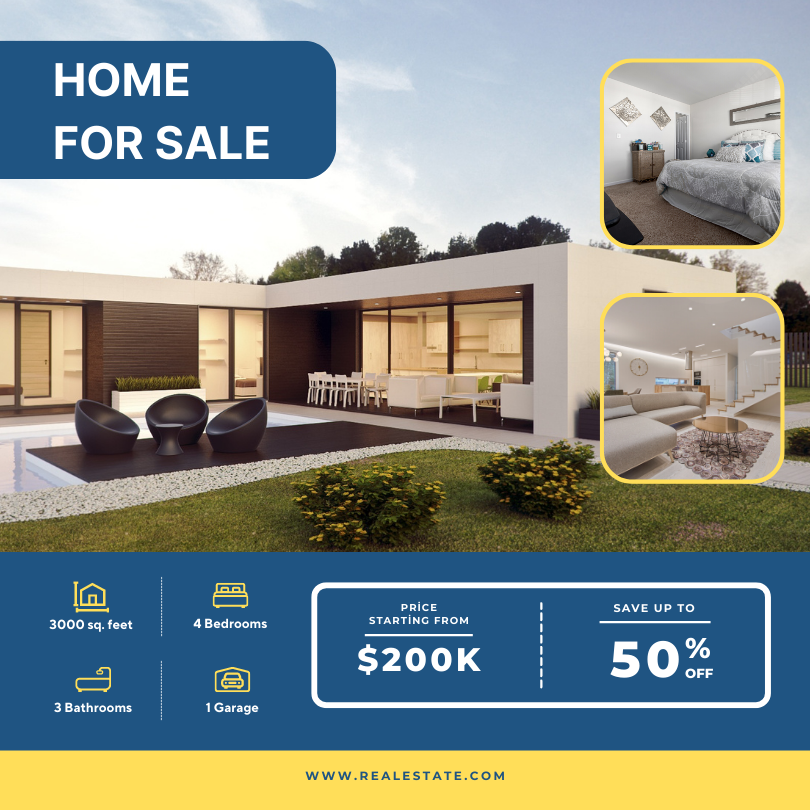 HOME
FOR SALE
3000 sq. feet
4 Bedrooms
3 Bathrooms
1 Garage
PRİCE
STARTİNG FROM
$200K
SAVE UP TO
50%
OFF
WWW.REALESTATE.COM